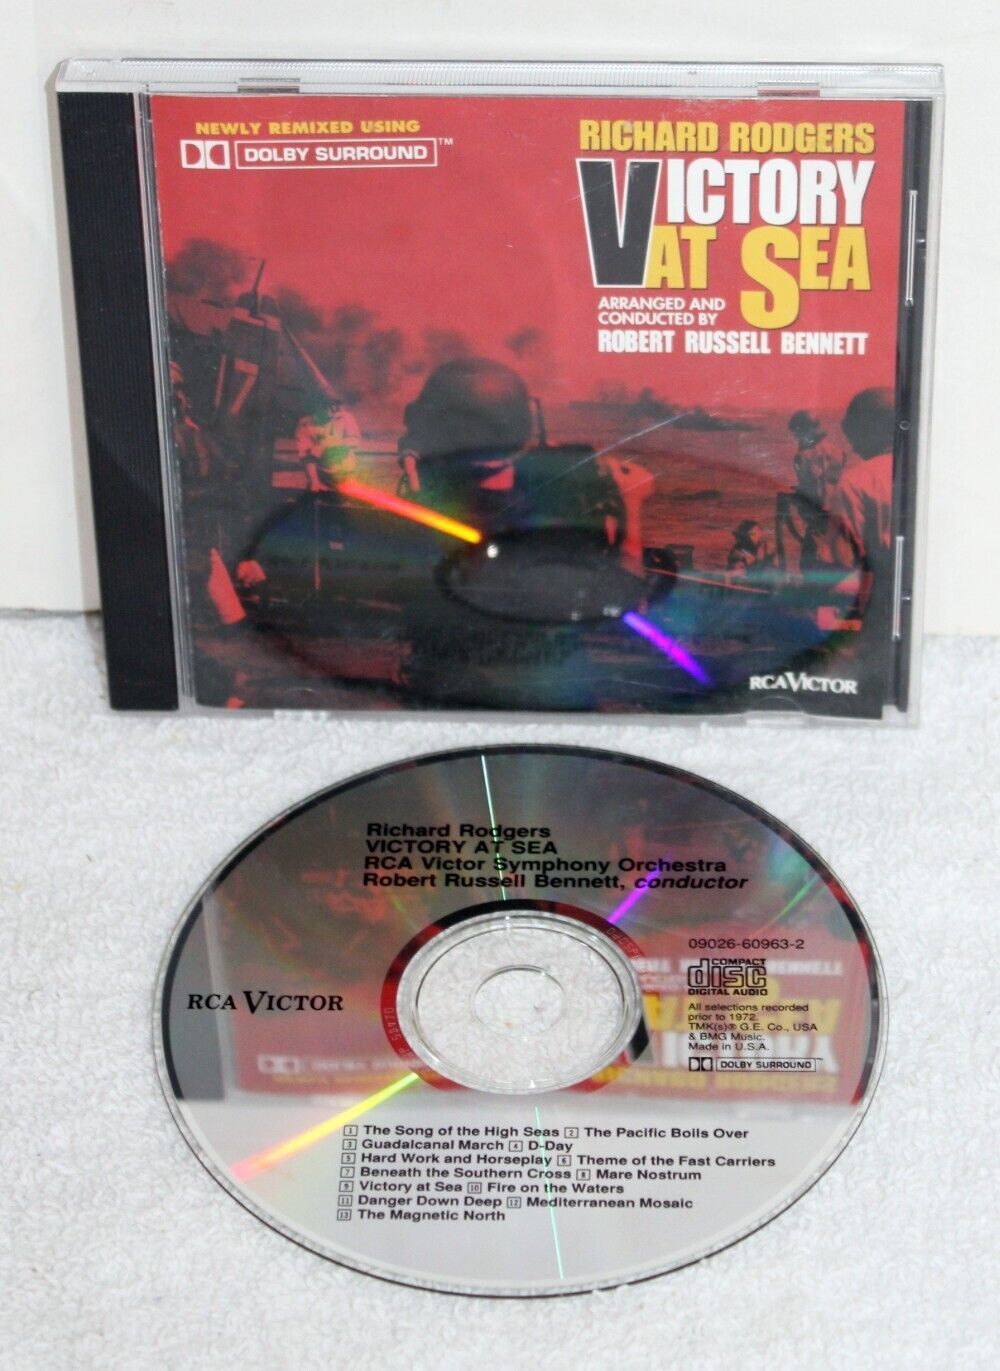 NEWLY REMIXED USING
DOLBY SURROUND™
RICHARD RODGERS
VICTORY
AT SEA
ARRANGED AND
CONDUCTED BY
ROBERT RUSSELL BENNETT
RCA VICTOR
Richard Rodgers
VICTORY AT SEA
RCA Victor Symphony Orchestra
Robert Russell Bennett, conductor
RCA VICTOR
09026-60963-2
COMPACT
disc
DIGITAL AUDIO
All selections recorded
prior to 1972.
TMK(s)® G.E. Co., USA
& BMG Music.
Made in U.S.A.
DOLBY SURROUND™
1 The Song of the High Seas 2 The Pacific Boils Over
3 Guadalcanal March 4 D-Day
5 Hard Work and Horseplay 6 Theme of the Fast Carriers
7 Beneath the Southern Cross 8 Mare Nostrum
9 Victory at Sea 10 Fire on the Waters
11 Danger Down Deep 12 Mediterranean Mosaic
13 The Magnetic North